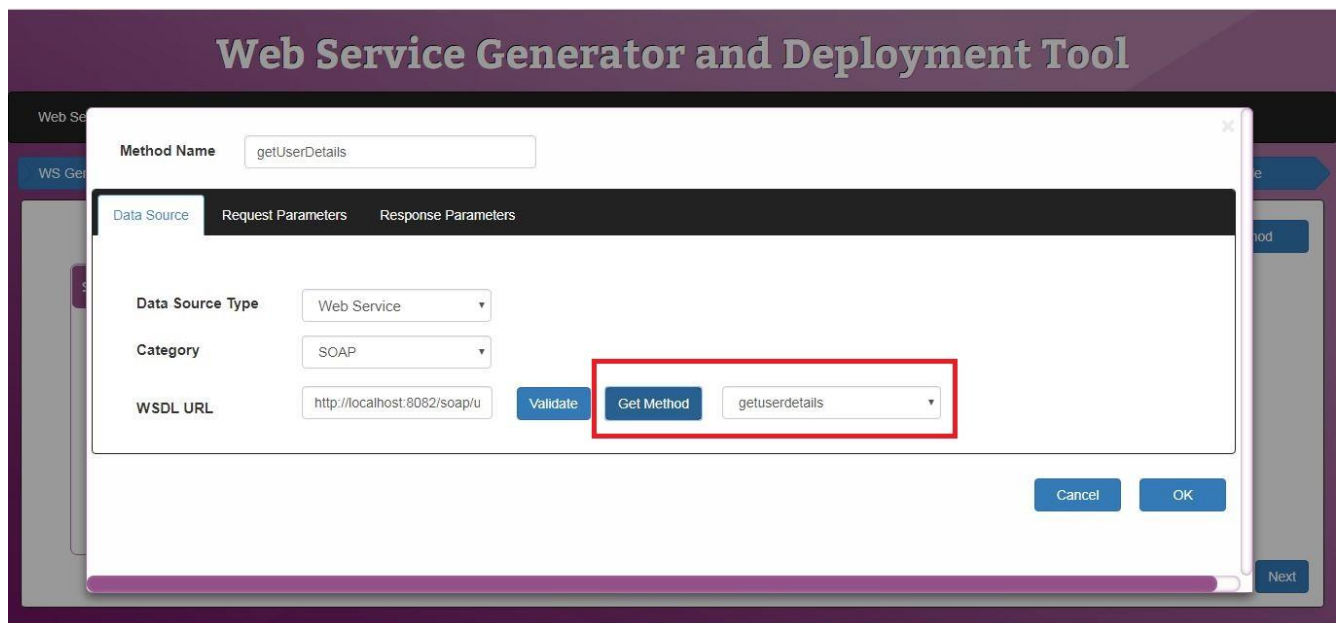 Web Service Generator and Deployment Tool
Web Se
Method Name getUserDetails
WS Ger e
Data Source Request Parameters Response Parameters
hod
S
Data Source Type Web Service
Category SOAP
WSDL URL http://localhost:8082/soap/u Validate Get Method getuserdetails
Cancel OK
Next